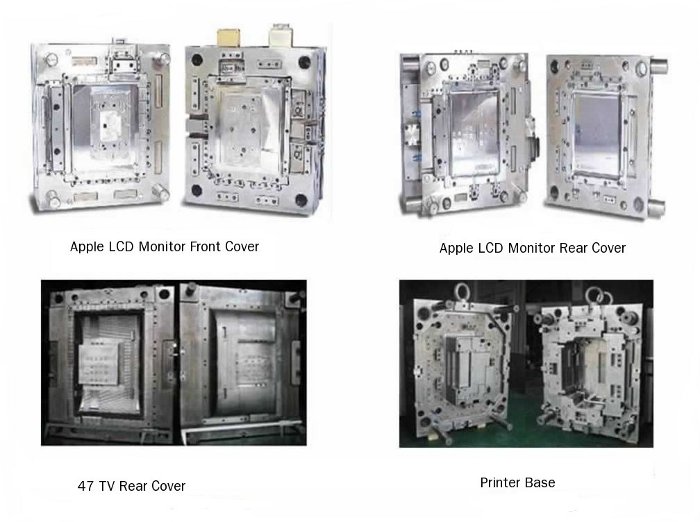 Apple LCD Monitor Front Cover
Apple LCD Monitor Rear Cover
47 TV Rear Cover
Printer Base